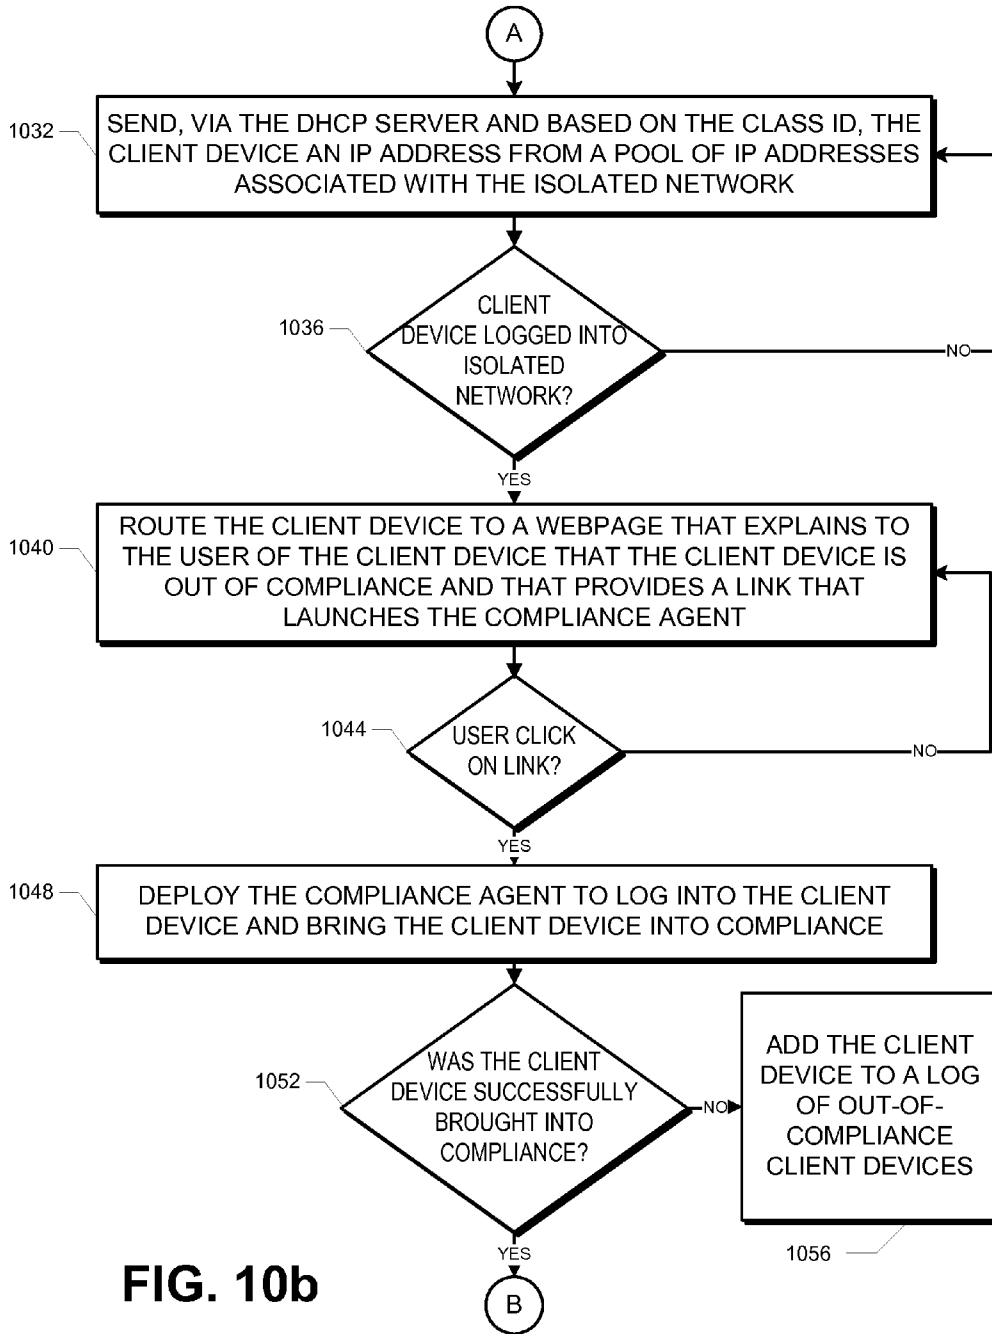 A
1032
SEND, VIA THE DHCP SERVER AND BASED ON THE CLASS ID, THE
CLIENT DEVICE AN IP ADDRESS FROM A POOL OF IP ADDRESSES
ASSOCIATED WITH THE ISOLATED NETWORK
1036
CLIENT
DEVICE LOGGED INTO
ISOLATED
NETWORK?
NO
YES
1040
ROUTE THE CLIENT DEVICE TO A WEBPAGE THAT EXPLAINS TO
THE USER OF THE CLIENT DEVICE THAT THE CLIENT DEVICE IS
OUT OF COMPLIANCE AND THAT PROVIDES A LINK THAT
LAUNCHES THE COMPLIANCE AGENT
1044
USER CLICK
ON LINK?
NO
YES
1048
DEPLOY THE COMPLIANCE AGENT TO LOG INTO THE CLIENT
DEVICE AND BRING THE CLIENT DEVICE INTO COMPLIANCE
1052
WAS THE CLIENT
DEVICE SUCCESSFULLY
BROUGHT INTO
COMPLIANCE?
NO
ADD THE CLIENT
DEVICE TO A LOG
OF OUT-OF-
COMPLIANCE
CLIENT DEVICES
1056
YES
B
FIG. 10b